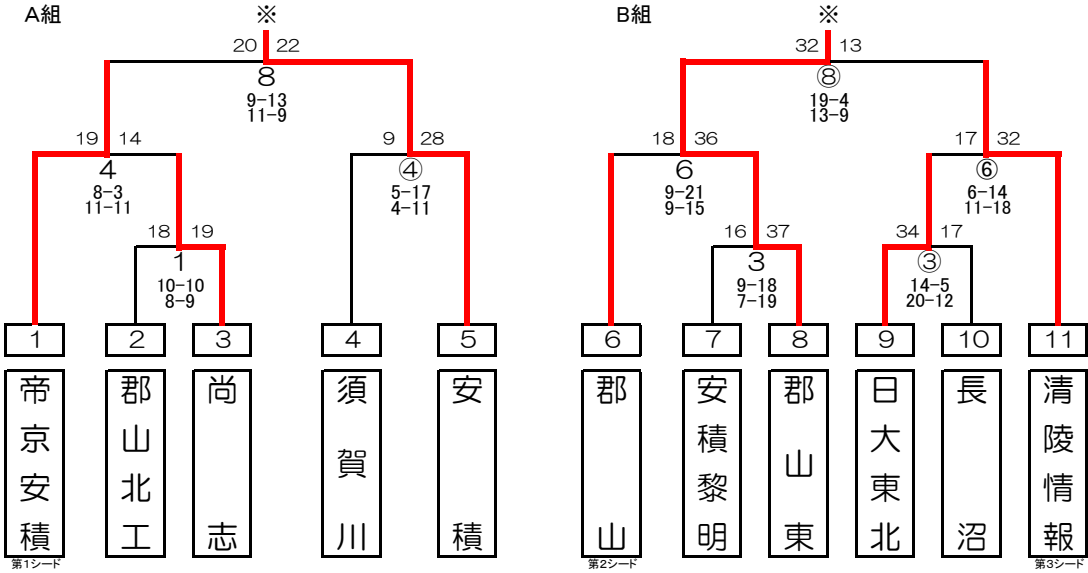 A組 ※ B組 ※
20 22 32 13
8 ⑧
9-13 19-4
11-9 13-9
19 14 9 28 18 36 17 32
4 ④ 6 ⑥
8-3 5-17 9-21 6-14
11-11 4-11 9-15 11-18
18 19 16 37 34 17
1 3 ③
10-10 9-18 14-5
8-9 7-19 20-12
1 2 3 4 5 6 7 8 9 10 11
帝京安積
郡山北工
尚志
須賀川
安積
郡山
安積黎明
郡山東
日大東北
長沼
清陵情報
第1シード 第2シード 第3シード